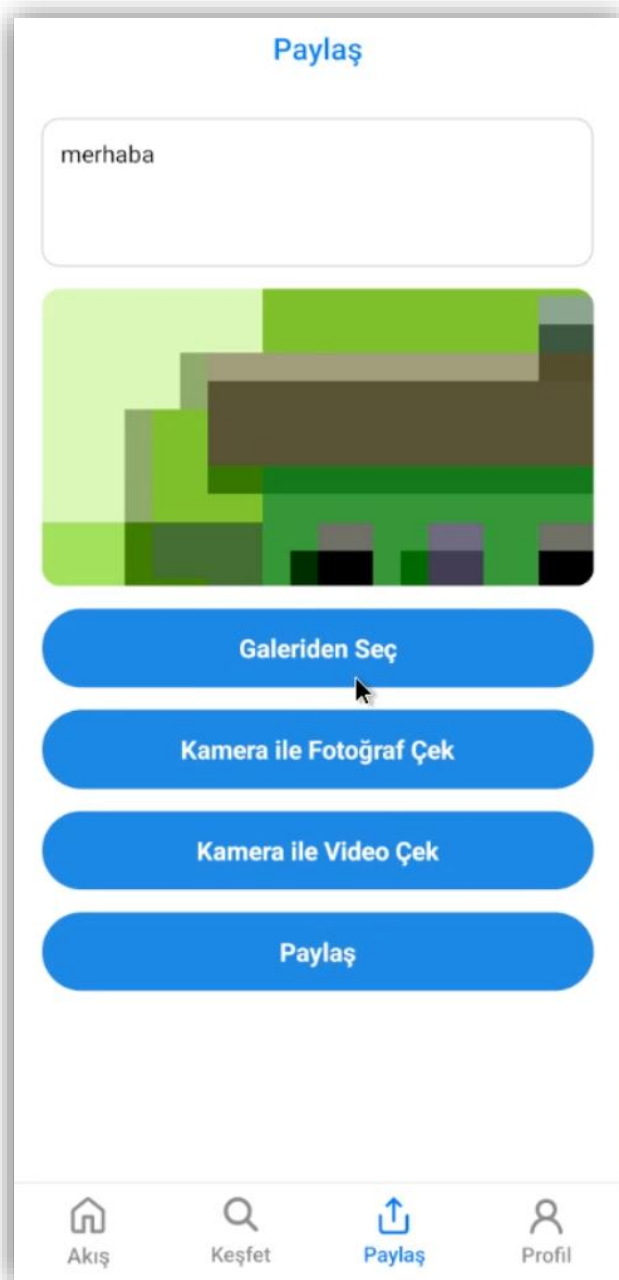 Paylaş
merhaba
Galeriden Seç
Kamera ile Fotoğraf Çek
Kamera ile Video Çek
Paylaş
Akış
Keşfet
Paylaş
Profil